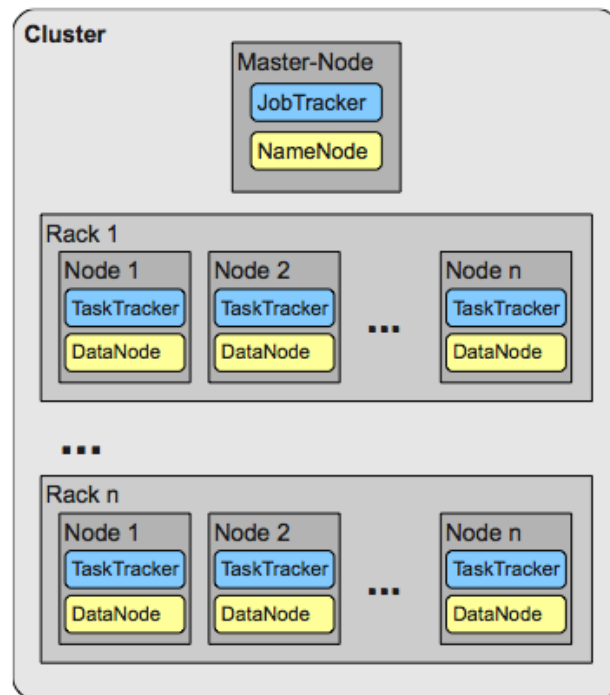 Cluster
Master-Node
JobTracker
NameNode
Rack 1
Node 1
TaskTracker
DataNode
Node 2
TaskTracker
DataNode
...
Node n
TaskTracker
DataNode
...
Rack n
Node 1
TaskTracker
DataNode
Node 2
TaskTracker
DataNode
...
Node n
TaskTracker
DataNode